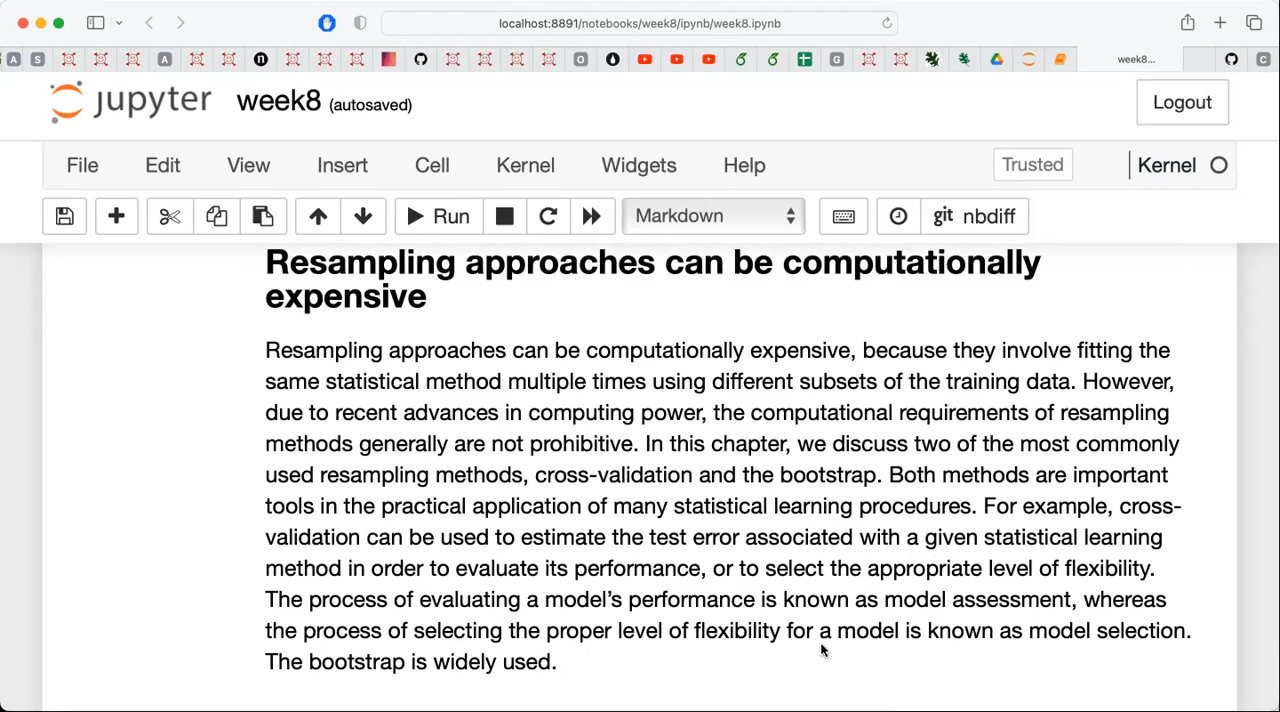 localhost:8891/notebooks/week8/ipynb/week8.ipynb
week8...
jupyter week8 (autosaved)
Logout
File Edit View Insert Cell Kernel Widgets Help Trusted Kernel
Run Markdown git nbdiff
Resampling approaches can be computationally
expensive
Resampling approaches can be computationally expensive, because they involve fitting the
same statistical method multiple times using different subsets of the training data. However,
due to recent advances in computing power, the computational requirements of resampling
methods generally are not prohibitive. In this chapter, we discuss two of the most commonly
used resampling methods, cross-validation and the bootstrap. Both methods are important
tools in the practical application of many statistical learning procedures. For example, cross-
validation can be used to estimate the test error associated with a given statistical learning
method in order to evaluate its performance, or to select the appropriate level of flexibility.
The process of evaluating a model’s performance is known as model assessment, whereas
the process of selecting the proper level of flexibility for a model is known as model selection.
The bootstrap is widely used.